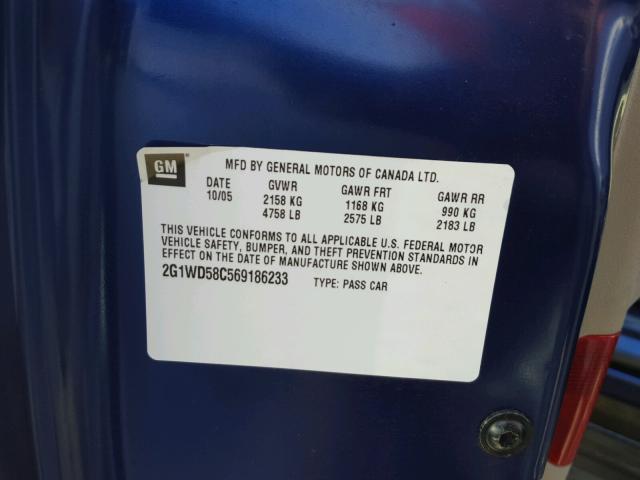 GM
MFD BY GENERAL MOTORS OF CANADA LTD.
DATE GVWR GAWR FRT GAWR RR
10/05 2158 KG 1168 KG 990 KG
4758 LB 2575 LB 2183 LB
THIS VEHICLE CONFORMS TO ALL APPLICABLE U.S. FEDERAL MOTOR
VEHICLE SAFETY, BUMPER, AND THEFT PREVENTION STANDARDS IN
EFFECT ON THE DATE OF MANUFACTURE SHOWN ABOVE.
2G1WD58C569186233 TYPE: PASS CAR